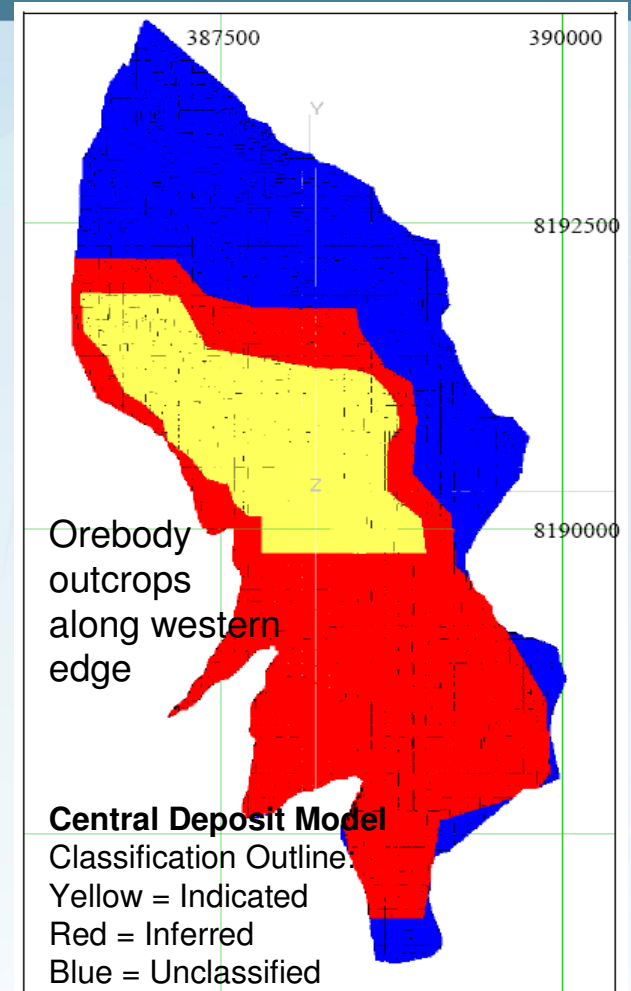 387500 390000
Y
8192500
Z
8190000
Orebody
outcrops
along western
edge
Central Deposit Model
Classification Outline:
Yellow = Indicated
Red = Inferred
Blue = Unclassified